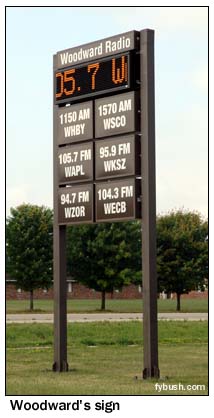 Woodward Radio
05.7 W
1150 AM 1570 AM
WHBY WSCO
105.7 FM 95.9 FM
WAPL WKSZ
94.7 FM 104.3 FM
WZOR WECB
fybush.com
Woodward's sign